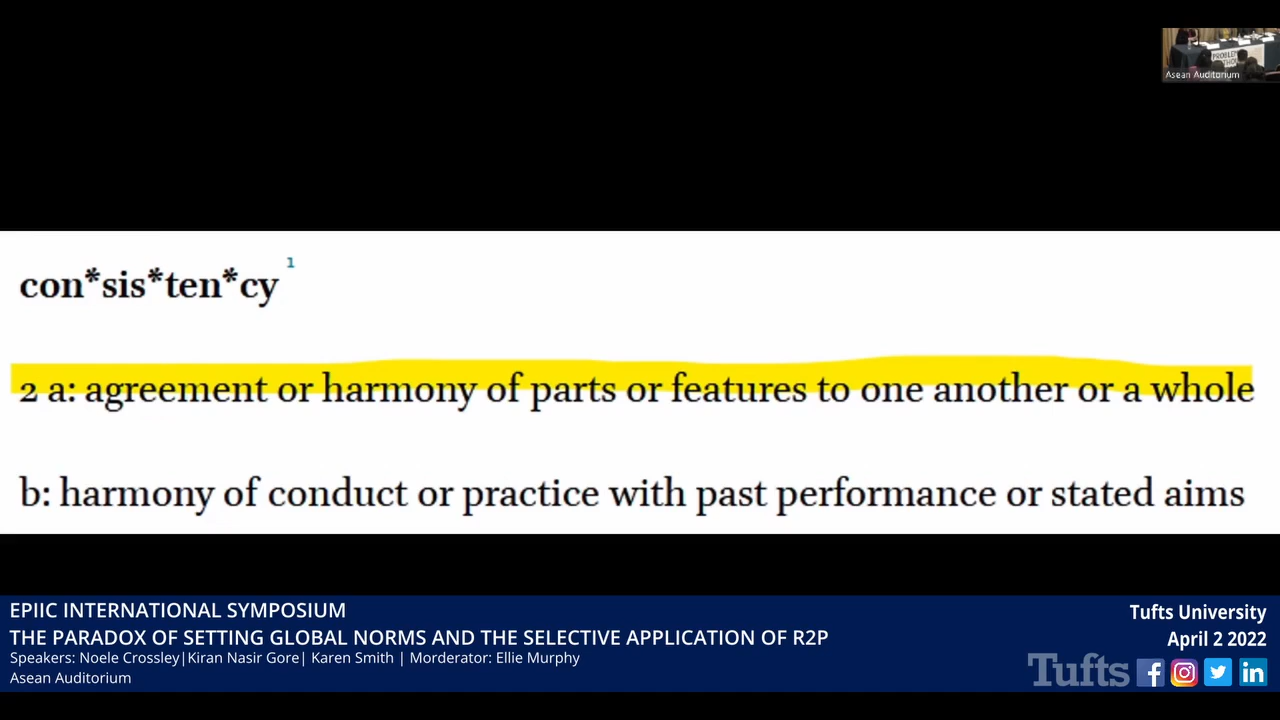 Asean Auditorium
con*sis*ten*cy 1
2 a: agreement or harmony of parts or features to one another or a whole
b: harmony of conduct or practice with past performance or stated aims
EPIIC INTERNATIONAL SYMPOSIUM
THE PARADOX OF SETTING GLOBAL NORMS AND THE SELECTIVE APPLICATION OF R2P
Speakers: Noele Crossley|Kiran Nasir Gore| Karen Smith | Morderator: Ellie Murphy
Asean Auditorium
Tufts University
April 2 2022
Tufts